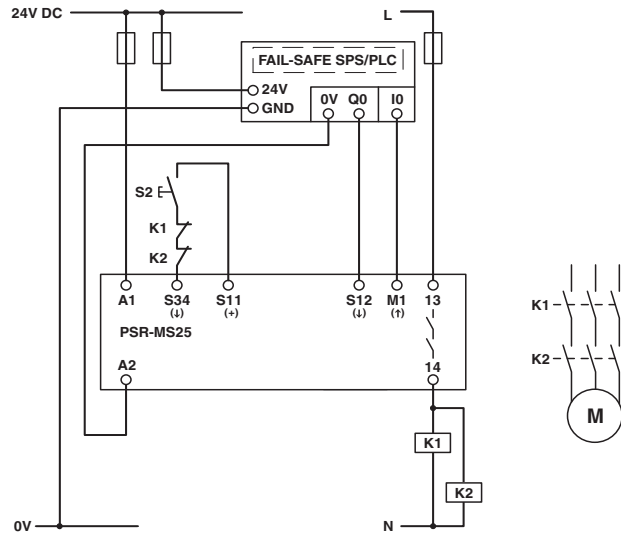 24V DC
L
FAIL-SAFE SPS/PLC
24V
GND
0V Q0 I0
S2
K1
K2
A1 S34 S11 S12 M1 13
(↓) (+) (↓) (↑)
PSR-MS25
A2 14
K1
K2
0V N
K1
K2
M